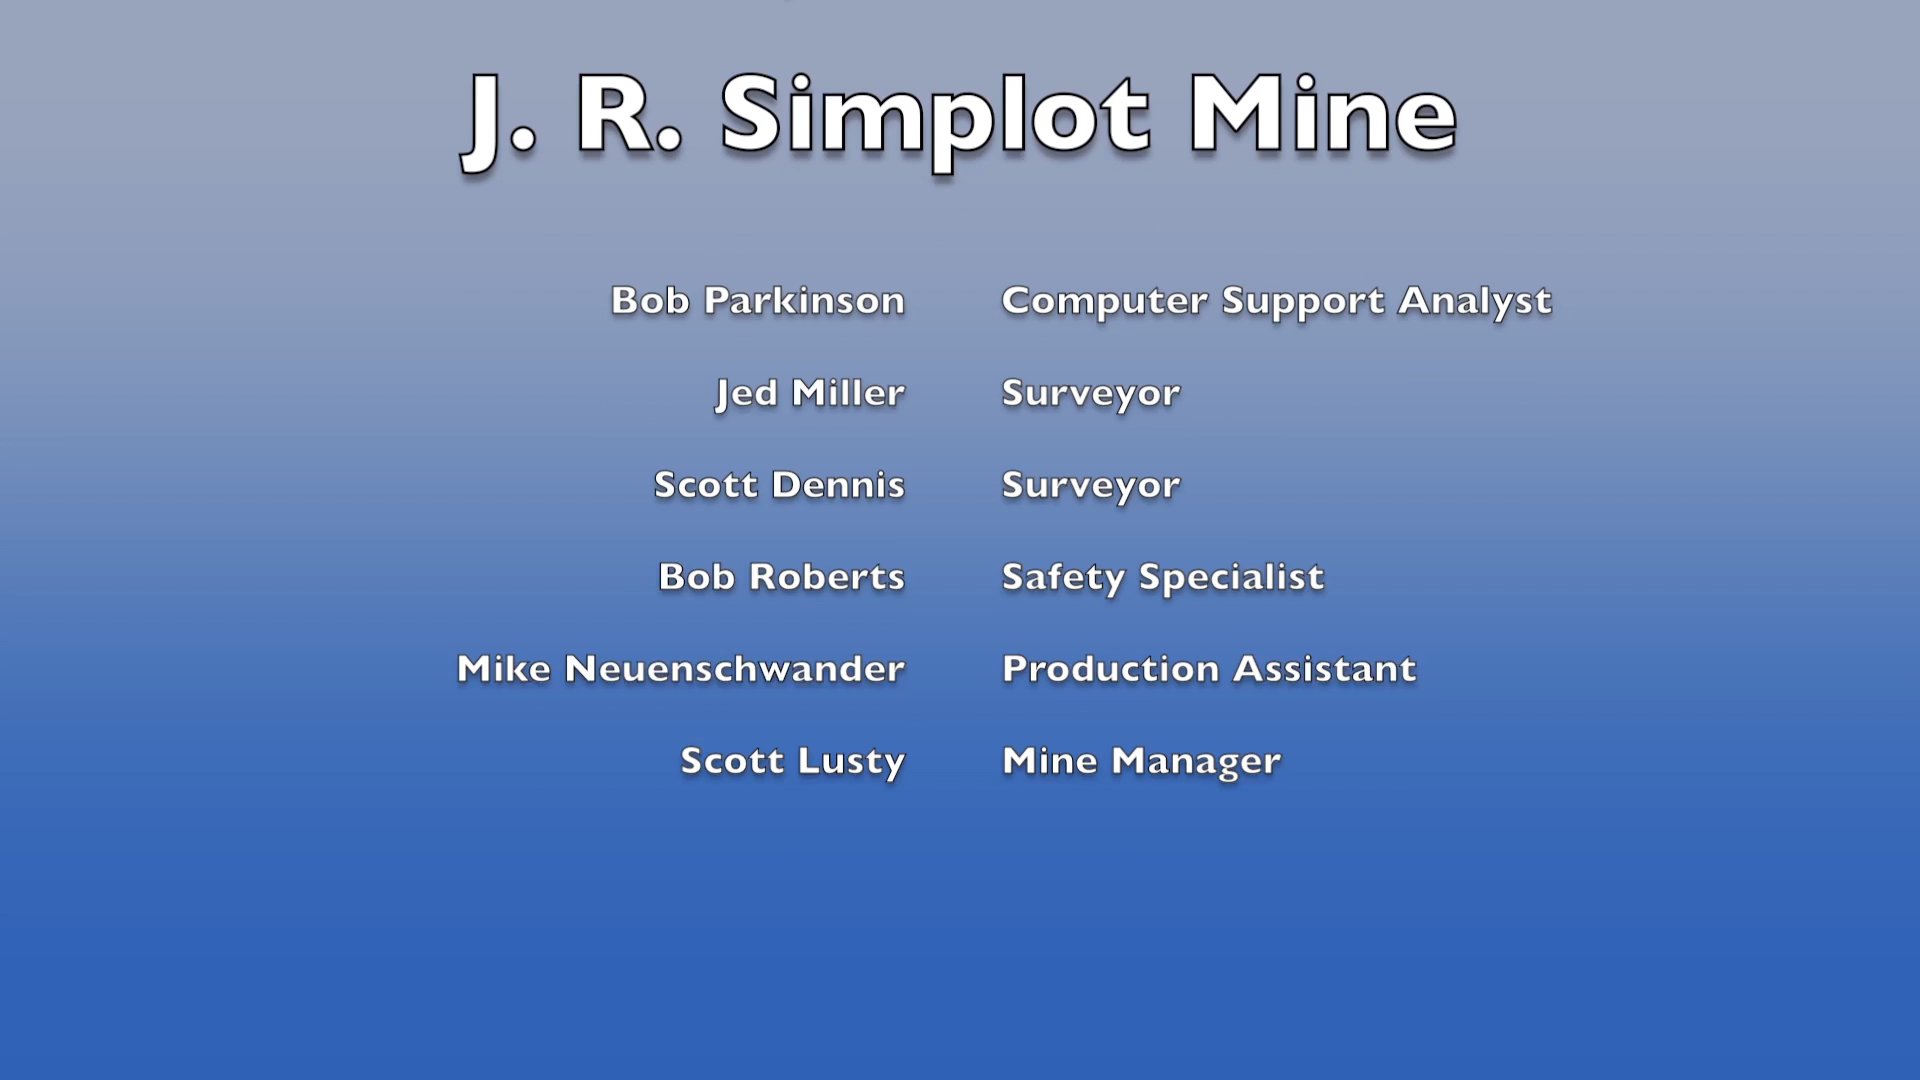 J. R. Simplot Mine
Bob Parkinson Computer Support Analyst
Jed Miller Surveyor
Scott Dennis Surveyor
Bob Roberts Safety Specialist
Mike Neuenschwander Production Assistant
Scott Lusty Mine Manager